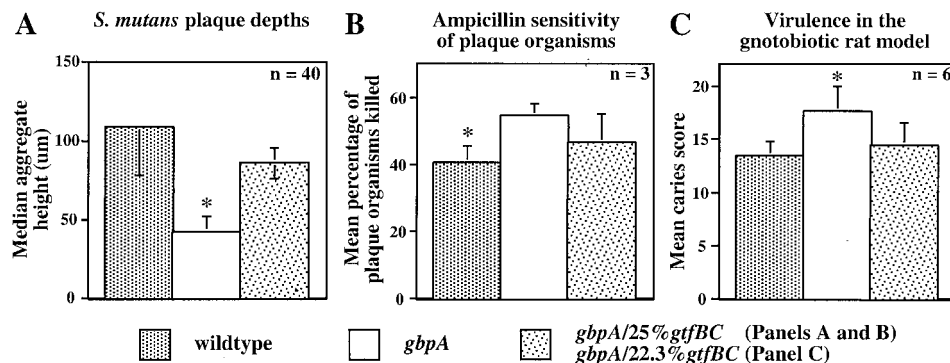 A
S. mutans plaque depths
n = 40
Median aggregate
height (um)
150
100
50
0
*
B
Ampicillin sensitivity
of plaque organisms
n = 3
Mean percentage of
plaque organisms killed
60
40
20
0
*
C
Virulence in the
gnotobiotic rat model
n = 6
Mean caries score
20
15
10
5
0
*
wildtype
gbpA
gbpA/25%gtfBC (Panels A and B)
gbpA/22.3%gtfBC (Panel C)